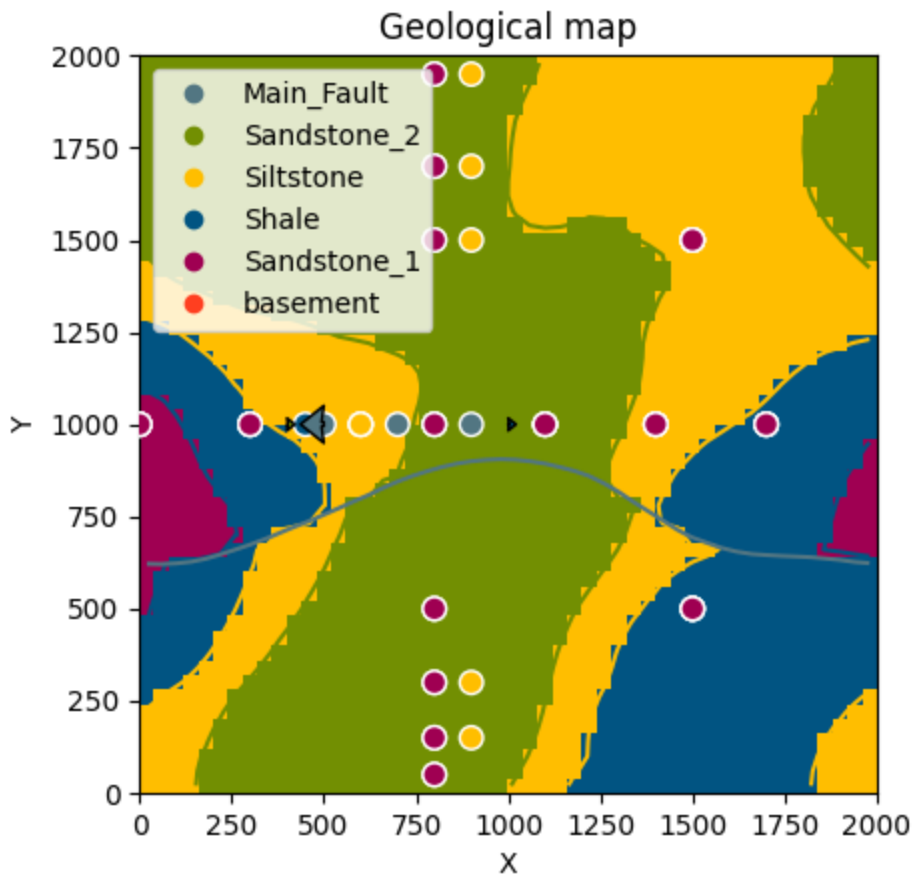 Geological map
2000
1750
1500
1250
1000
750
500
250
0
Y
Main_Fault
Sandstone_2
Siltstone
Shale
Sandstone_1
basement
0 250 500 750 1000 1250 1500 1750 2000
X